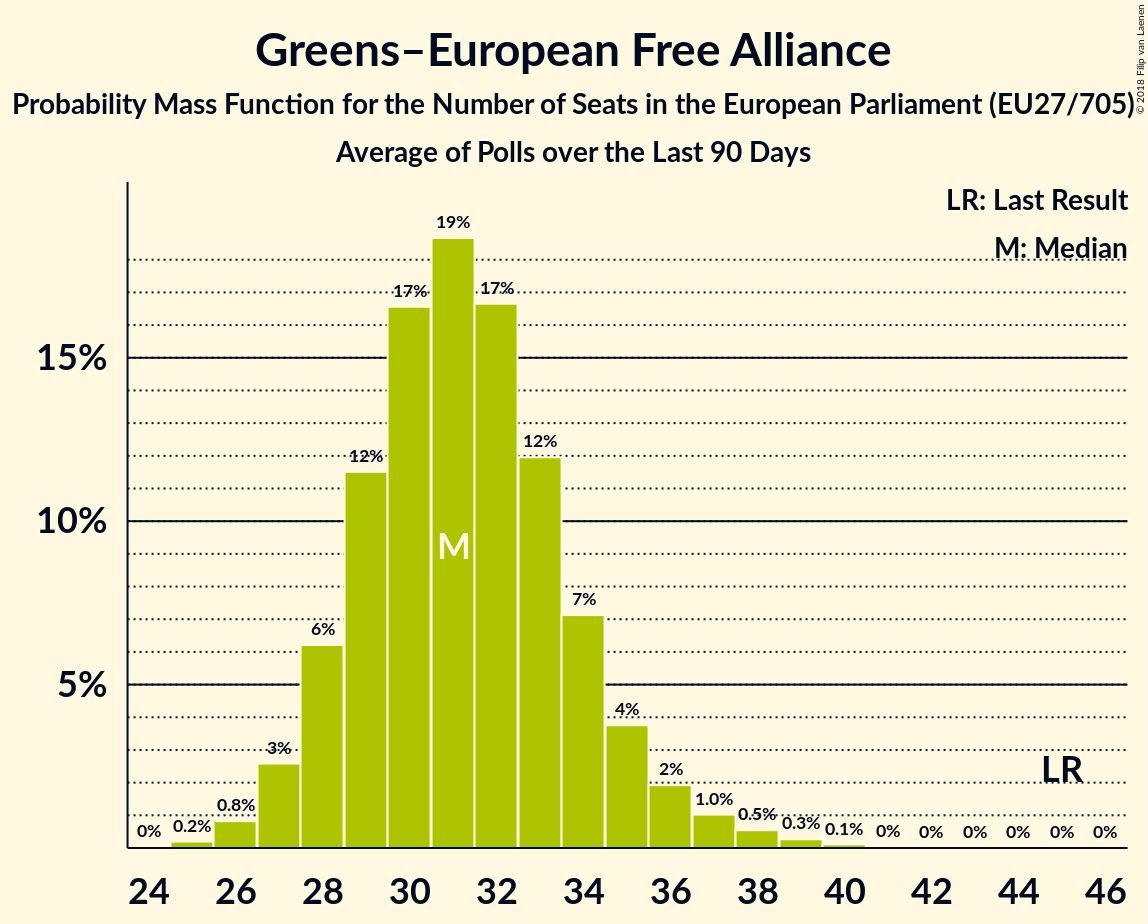 Greens–European Free Alliance
Probability Mass Function for the Number of Seats in the European Parliament (EU27/705)
Average of Polls over the Last 90 Days
© 2018 Filip van Laenen
LR: Last Result
M: Median
15%
10%
5%
0%
0.2%
0.8%
3%
6%
12%
17%
19%
17%
12%
7%
4%
2%
1.0%
0.5%
0.3%
0.1%
0%
0%
0%
0%
0%
0%
M
LR
24 26 28 30 32 34 36 38 40 42 44 46